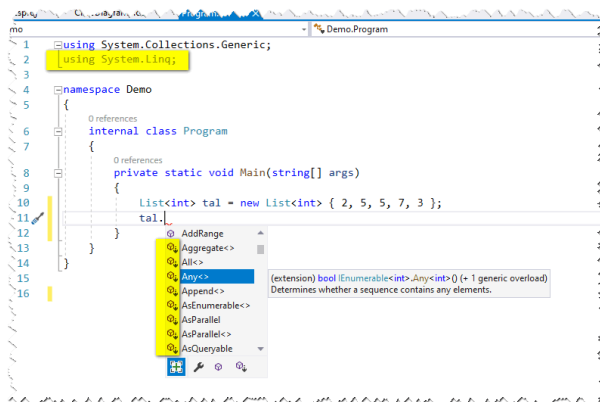 mo Demo.Program
1 using System.Collections.Generic;
2 using System.Linq;
3
4 namespace Demo
5 {
0 references
6 internal class Program
7 {
0 references
8 private static void Main(string[] args)
9 {
10 List<int> tal = new List<int> { 2, 5, 5, 7, 3 };
11 tal.
12 }
13 }
14 }
15
16
AddRange
Aggregate<>
All<>
Any<>
Append<>
AsEnumerable<>
AsParallel
AsParallel<>
AsQueryable
(extension) bool IEnumerable<int>.Any<int>() (+ 1 generic overload)
Determines whether a sequence contains any elements.